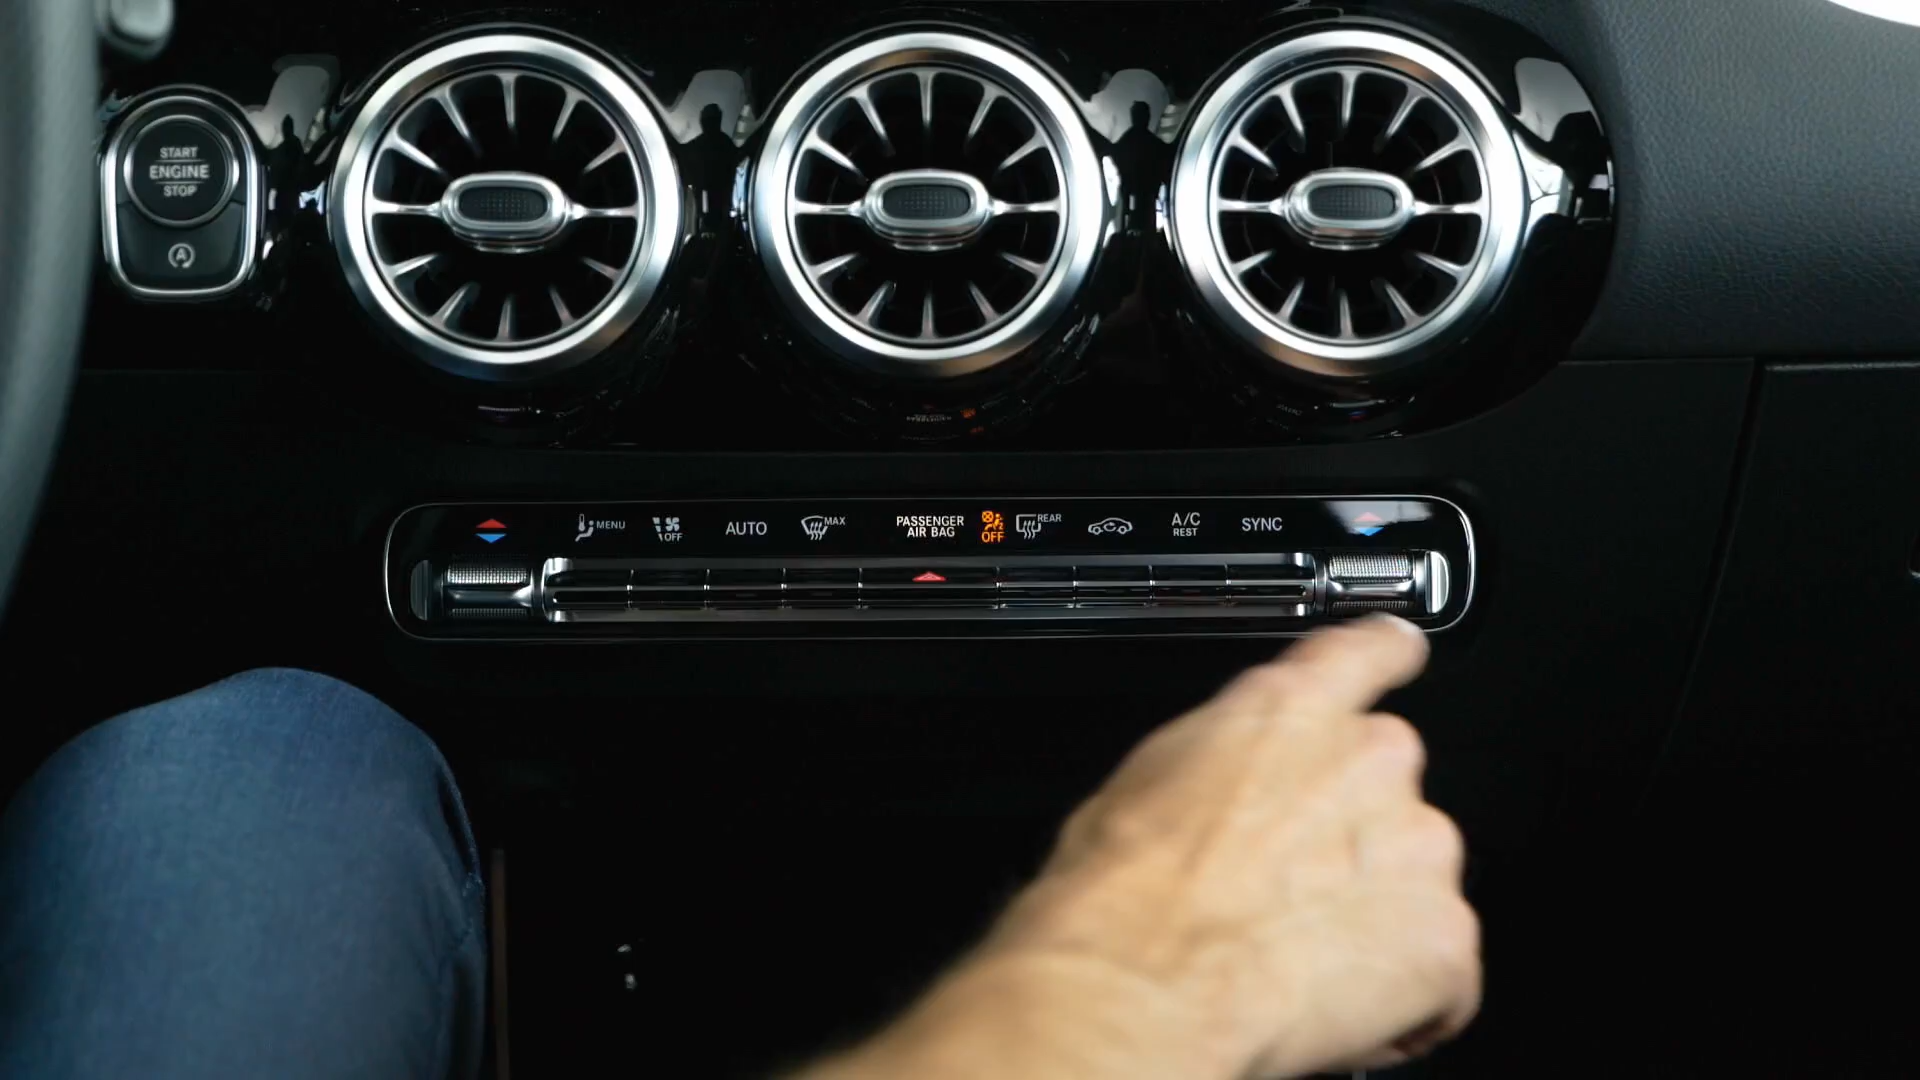 START
ENGINE
STOP
A
MENU
OFF
AUTO
MAX
PASSENGER
AIR BAG
OFF
REAR
A/C
REST
SYNC